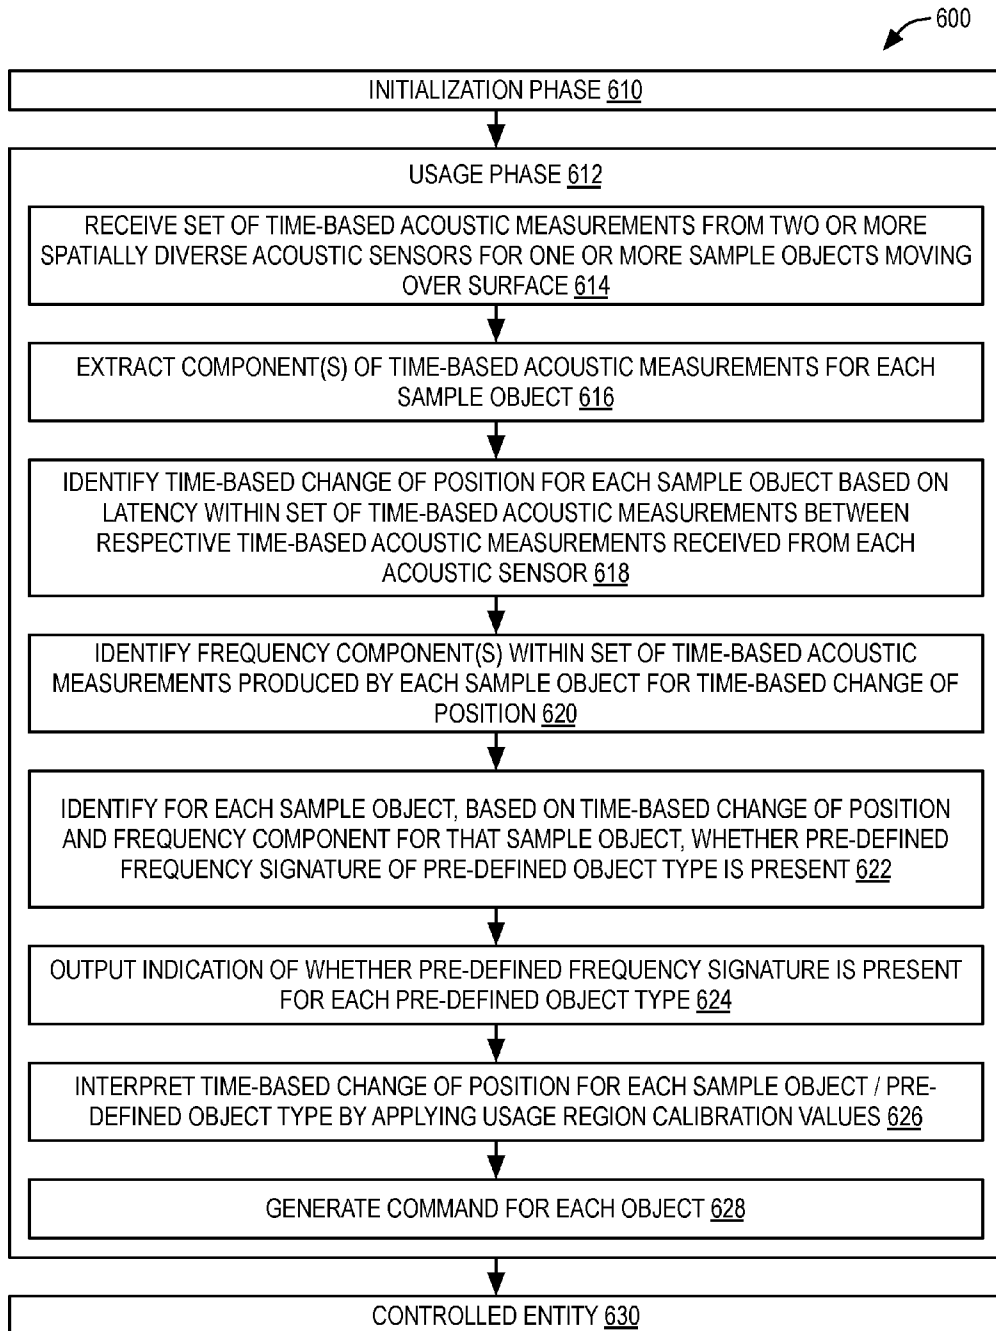 600
INITIALIZATION PHASE 610
USAGE PHASE 612
RECEIVE SET OF TIME-BASED ACOUSTIC MEASUREMENTS FROM TWO OR MORE
SPATIALLY DIVERSE ACOUSTIC SENSORS FOR ONE OR MORE SAMPLE OBJECTS MOVING
OVER SURFACE 614
EXTRACT COMPONENT(S) OF TIME-BASED ACOUSTIC MEASUREMENTS FOR EACH
SAMPLE OBJECT 616
IDENTIFY TIME-BASED CHANGE OF POSITION FOR EACH SAMPLE OBJECT BASED ON
LATENCY WITHIN SET OF TIME-BASED ACOUSTIC MEASUREMENTS BETWEEN
RESPECTIVE TIME-BASED ACOUSTIC MEASUREMENTS RECEIVED FROM EACH
ACOUSTIC SENSOR 618
IDENTIFY FREQUENCY COMPONENT(S) WITHIN SET OF TIME-BASED ACOUSTIC
MEASUREMENTS PRODUCED BY EACH SAMPLE OBJECT FOR TIME-BASED CHANGE OF
POSITION 620
IDENTIFY FOR EACH SAMPLE OBJECT, BASED ON TIME-BASED CHANGE OF POSITION
AND FREQUENCY COMPONENT FOR THAT SAMPLE OBJECT, WHETHER PRE-DEFINED
FREQUENCY SIGNATURE OF PRE-DEFINED OBJECT TYPE IS PRESENT 622
OUTPUT INDICATION OF WHETHER PRE-DEFINED FREQUENCY SIGNATURE IS PRESENT
FOR EACH PRE-DEFINED OBJECT TYPE 624
INTERPRET TIME-BASED CHANGE OF POSITION FOR EACH SAMPLE OBJECT / PRE-
DEFINED OBJECT TYPE BY APPLYING USAGE REGION CALIBRATION VALUES 626
GENERATE COMMAND FOR EACH OBJECT 628
CONTROLLED ENTITY 630